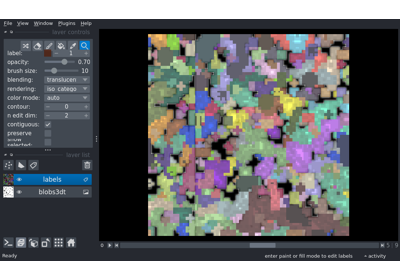 File View Window Plugins Help
layer controls
label: 1
opacity: 0.70
brush size: 10
blending: translucen
rendering: iso_catego
color mode: auto
contour: 0
n edit dim: 2
contiguous:
preserve
show
selected:
layer list
labels
blobs3dt
Ready
enter paint or fill mode to edit labels
activity